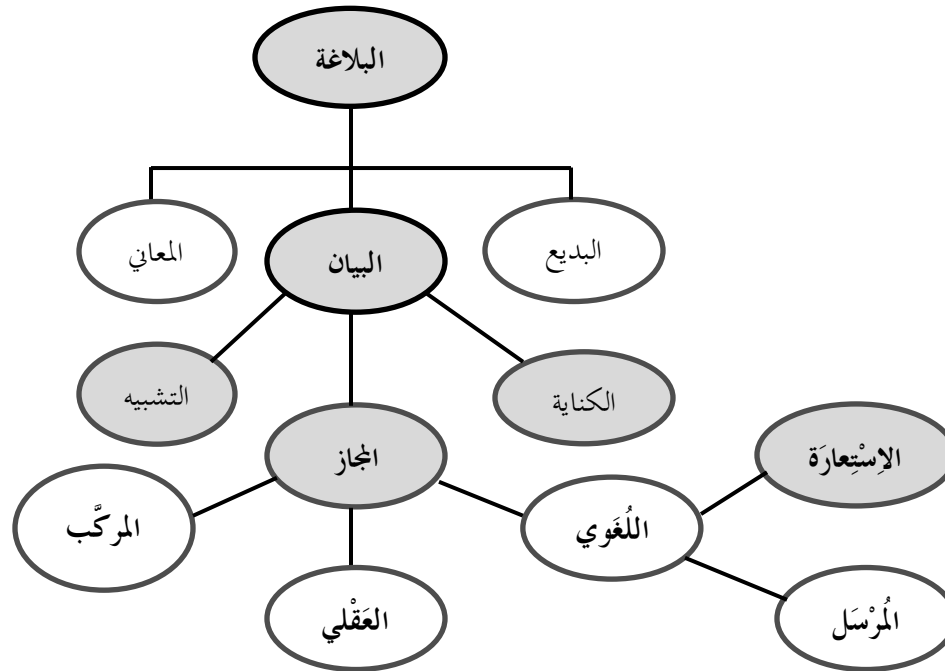 البلاغة
البديع
البيان
المعاني
الكناية
التشبيه
المجاز
الاِسْتِعارَة
اللُغَوي
المركَّب
العَقْلي
المُرْسَل